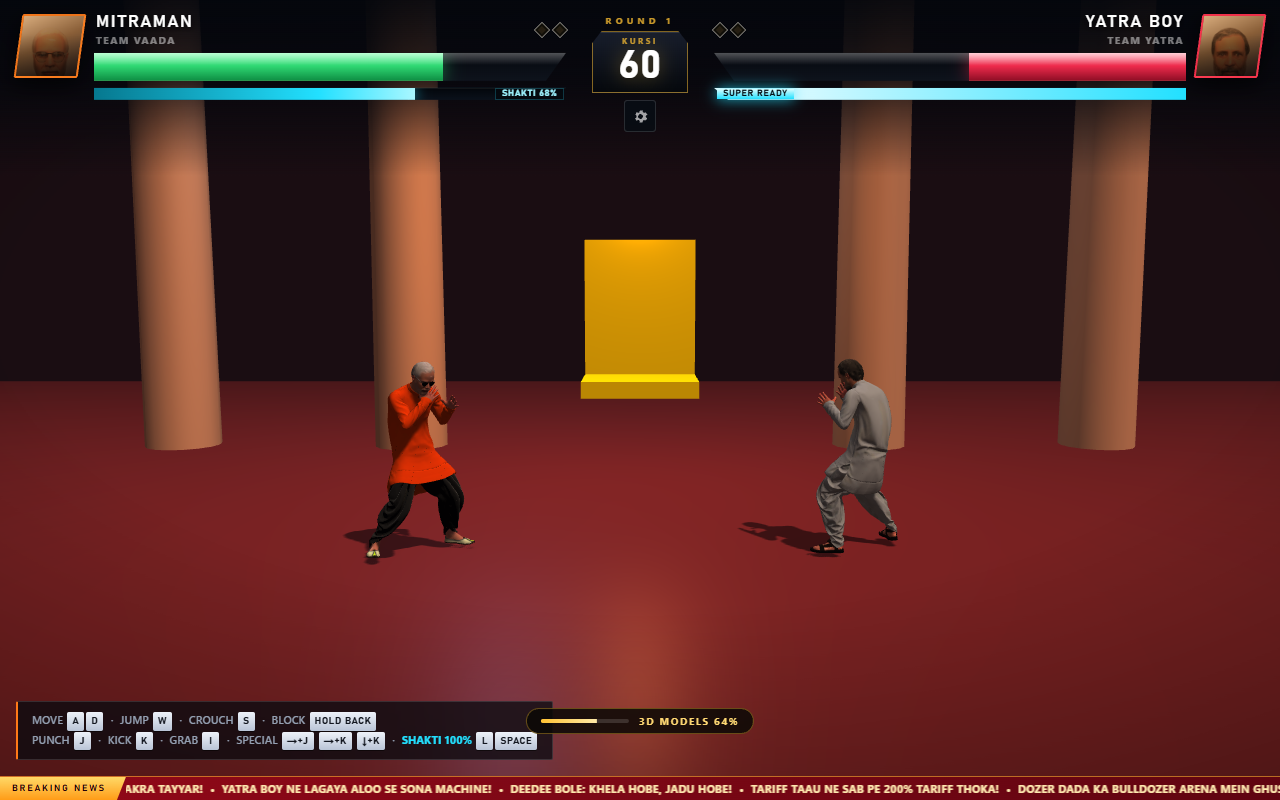 MITRAMAN
TEAM VAADA
SHAKTI 68%
ROUND 1
KURSI
60
YATRA BOY
TEAM YATRA
SUPER READY
MOVE A D · JUMP W · CROUCH S · BLOCK HOLD BACK
PUNCH J · KICK K · GRAB I · SPECIAL →+J →+K ↓+K · SHAKTI 100% L SPACE
3D MODELS 64%
BREAKING NEWS
AKRA TAYYAR! • YATRA BOY NE LAGAYA ALOO SE SONA MACHINE! • DEEDEE BOLE: KHELA HOBE, JADU HOBE! • TARIFF TAAU NE SAB PE 200% TARIFF THOKA! • DOZER DADA KA BULLDOZER ARENA MEIN GHUS